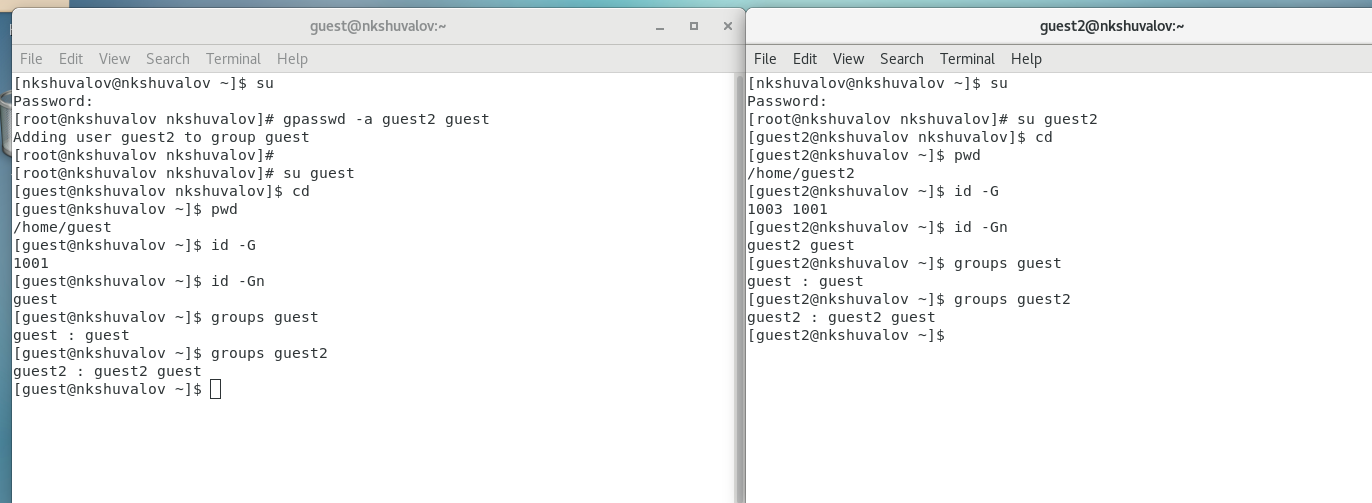 guest@nkshuvalov:~
File Edit View Search Terminal Help
[nkshuvalov@nkshuvalov ~]$ su
Password:
[root@nkshuvalov nkshuvalov]# gpasswd -a guest2 guest
Adding user guest2 to group guest
[root@nkshuvalov nkshuvalov]#
[root@nkshuvalov nkshuvalov]# su guest
[guest@nkshuvalov nkshuvalov]$ cd
[guest@nkshuvalov ~]$ pwd
/home/guest
[guest@nkshuvalov ~]$ id -G
1001
[guest@nkshuvalov ~]$ id -Gn
guest
[guest@nkshuvalov ~]$ groups guest
guest : guest
[guest@nkshuvalov ~]$ groups guest2
guest2 : guest2 guest
[guest@nkshuvalov ~]$
guest2@nkshuvalov:~
File Edit View Search Terminal Help
[nkshuvalov@nkshuvalov ~]$ su
Password:
[root@nkshuvalov nkshuvalov]# su guest2
[guest2@nkshuvalov nkshuvalov]$ cd
[guest2@nkshuvalov ~]$ pwd
/home/guest2
[guest2@nkshuvalov ~]$ id -G
1003 1001
[guest2@nkshuvalov ~]$ id -Gn
guest2 guest
[guest2@nkshuvalov ~]$ groups guest
guest : guest
[guest2@nkshuvalov ~]$ groups guest2
guest2 : guest2 guest
[guest2@nkshuvalov ~]$